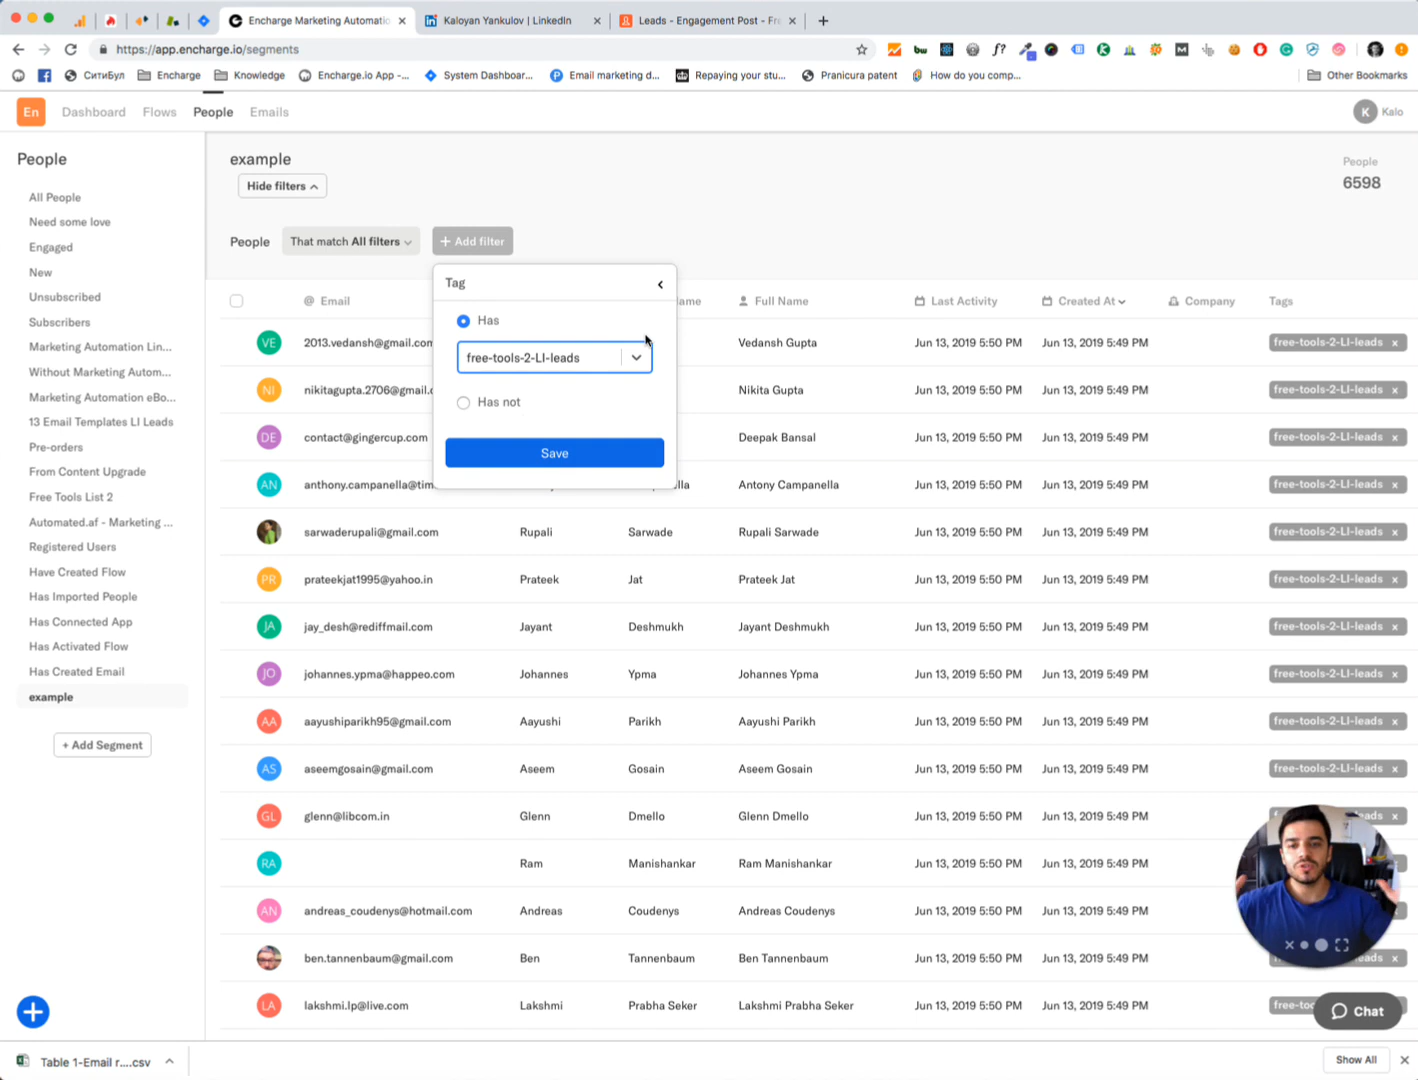 Encharge Marketing Automatio
Kaloyan Yankulov | LinkedIn
Leads - Engagement Post - Fre
https://app.encharge.io/segments
СитиБул
Encharge
Knowledge
Encharge.io App -...
System Dashboar...
Email marketing d...
Repaying your stu...
Pranicura patent
How do you comp...
Other Bookmarks
En
Dashboard
Flows
People
Emails
K
Kalo
People
All People
Need some love
Engaged
New
Unsubscribed
Subscribers
Marketing Automation Lin...
Without Marketing Autom...
Marketing Automation eBo...
13 Email Templates LI Leads
Pre-orders
From Content Upgrade
Free Tools List 2
Automated.af - Marketing ...
Registered Users
Have Created Flow
Has Imported People
Has Connected App
Has Activated Flow
Has Created Email
example
+ Add Segment
example
Hide filters
People
6598
People
That match All filters
+ Add filter
Tag
Has
free-tools-2-LI-leads
Has not
Save
@ Email
ame
Full Name
Last Activity
Created At
Company
Tags
VE 2013.vedansh@gmail.com Vedansh Gupta Jun 13, 2019 5:50 PM Jun 13, 2019 5:49 PM free-tools-2-LI-leads x
NI nikitagupta.2706@gmail.c Nikita Gupta Jun 13, 2019 5:50 PM Jun 13, 2019 5:49 PM free-tools-2-LI-leads x
DE contact@gingercup.com Deepak Bansal Jun 13, 2019 5:50 PM Jun 13, 2019 5:49 PM free-tools-2-LI-leads x
AN anthony.campanella@tim lla Antony Campanella Jun 13, 2019 5:50 PM Jun 13, 2019 5:49 PM free-tools-2-LI-leads x
sarwaderupali@gmail.com Rupali Sarwade Rupali Sarwade Jun 13, 2019 5:50 PM Jun 13, 2019 5:49 PM free-tools-2-LI-leads x
PR prateekjat1995@yahoo.in Prateek Jat Prateek Jat Jun 13, 2019 5:50 PM Jun 13, 2019 5:49 PM free-tools-2-LI-leads x
JA jay_desh@rediffmail.com Jayant Deshmukh Jayant Deshmukh Jun 13, 2019 5:50 PM Jun 13, 2019 5:49 PM free-tools-2-LI-leads x
JO johannes.ypma@happeo.com Johannes Ypma Johannes Ypma Jun 13, 2019 5:50 PM Jun 13, 2019 5:49 PM free-tools-2-LI-leads x
AA aayushiparikh95@gmail.com Aayushi Parikh Aayushi Parikh Jun 13, 2019 5:50 PM Jun 13, 2019 5:49 PM free-tools-2-LI-leads x
AS aseemgosain@gmail.com Aseem Gosain Aseem Gosain Jun 13, 2019 5:50 PM Jun 13, 2019 5:49 PM free-tools-2-LI-leads x
GL glenn@libcom.in Glenn Dmello Glenn Dmello Jun 13, 2019 5:50 PM Jun 13, 2019 5:49 PM ads x
RA Ram Manishankar Ram Manishankar Jun 13, 2019 5:50 PM Jun 13, 2019 5:49 PM
AN andreas_coudenys@hotmail.com Andreas Coudenys Andreas Coudenys Jun 13, 2019 5:50 PM Jun 13, 2019 5:49 PM
ben.tannenbaum@gmail.com Ben Tannenbaum Ben Tannenbaum Jun 13, 2019 5:50 PM Jun 13, 2019 5:49 PM ads x
LA lakshmi.lp@live.com Lakshmi Prabha Seker Lakshmi Prabha Seker Jun 13, 2019 5:50 PM Jun 13, 2019 5:49 PM free-too
Chat
Table 1-Email r....csv
Show All